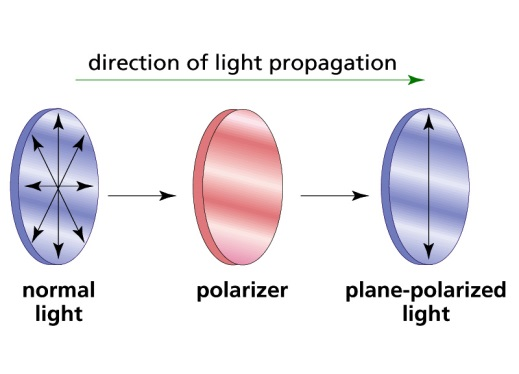 direction of light propagation
normal
light
polarizer
plane-polarized
light